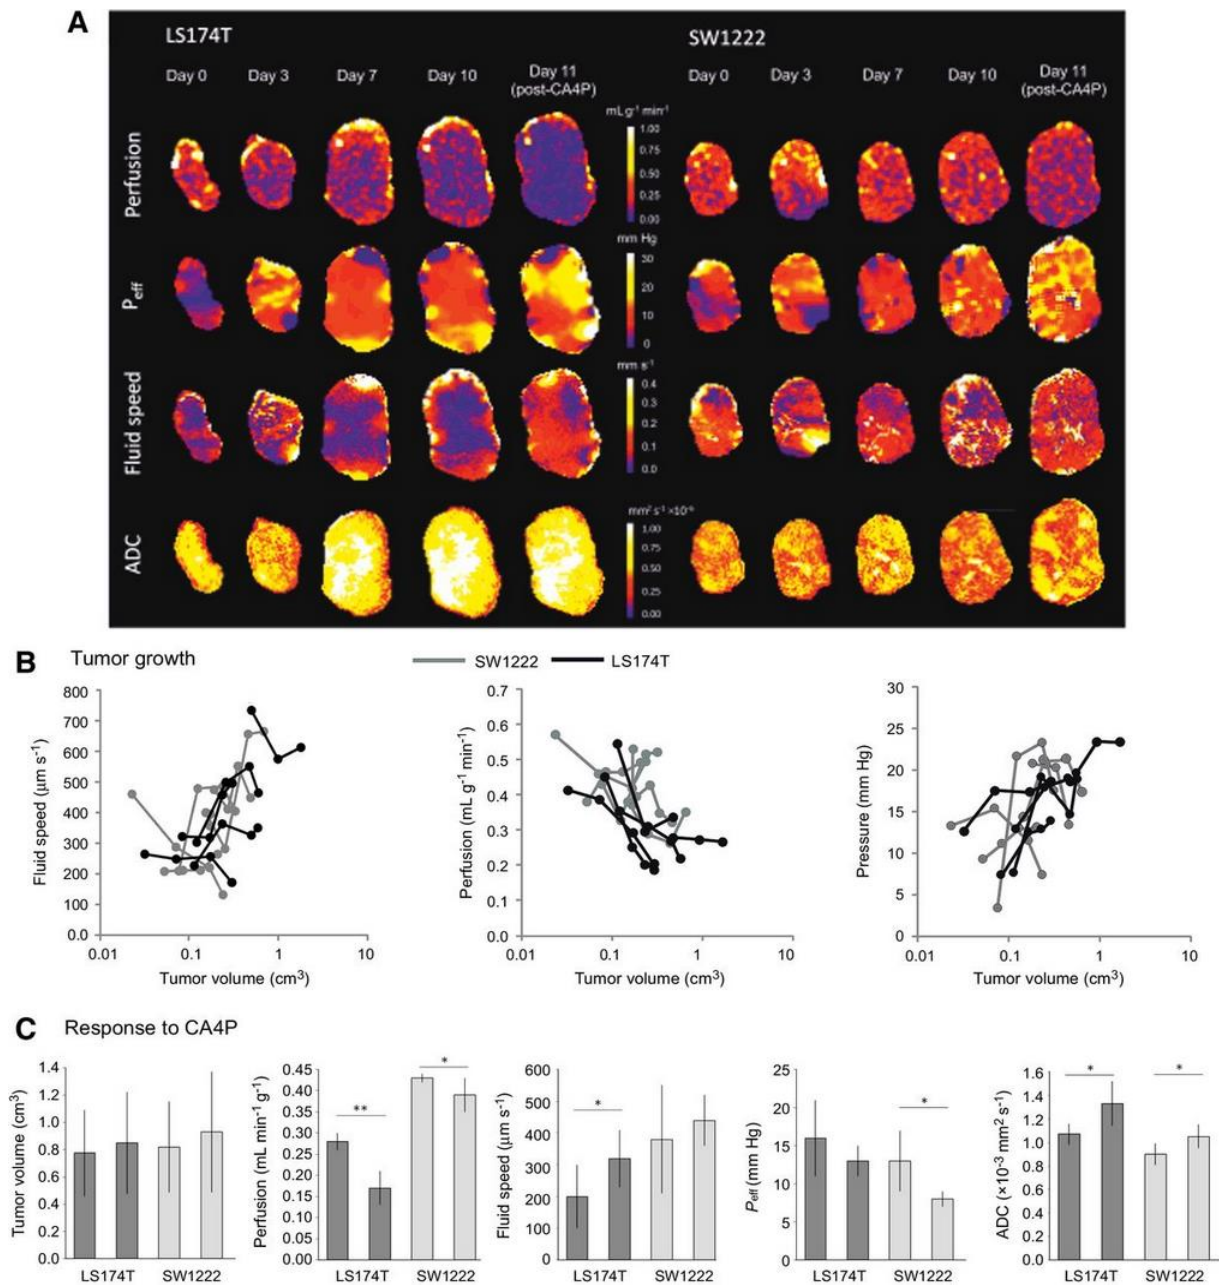 A
LS174T
SW1222
Day 0 Day 3 Day 7 Day 10 Day 11 (post-CA4P)
Day 0 Day 3 Day 7 Day 10 Day 11 (post-CA4P)
Perfusion
mL g⁻¹ min⁻¹
1.00
0.75
0.50
0.25
0.00
P_eff
mm Hg
30
20
10
0
Fluid speed
mm s⁻¹
0.4
0.3
0.2
0.1
0.0
ADC
mm² s⁻¹ ×10⁻⁶
1.00
0.75
0.50
0.25
0.00
B Tumor growth
SW1222 LS174T
Fluid speed (μm s⁻¹)
800
700
600
500
400
300
200
100
0.0
0.01 0.1 1 10
Tumor volume (cm³)
Perfusion (mL g⁻¹ min⁻¹)
0.7
0.6
0.5
0.4
0.3
0.2
0.1
0.0
0.01 0.1 1 10
Tumor volume (cm³)
Pressure (mm Hg)
30
25
20
15
10
5
0
0.01 0.1 1 10
Tumor volume (cm³)
C Response to CA4P
Tumor volume (cm³)
1.4
1.2
1.0
0.8
0.6
0.4
0.2
0.0
LS174T SW1222
Perfusion (mL min⁻¹ g⁻¹)
0.45
0.40
0.35
0.30
0.25
0.20
0.15
0.10
0.05
0.00
** *
LS174T SW1222
Fluid speed (μm s⁻¹)
600
500
400
300
200
100
*
LS174T SW1222
P_eff (mm Hg)
25
20
15
10
5
0
*
LS174T SW1222
ADC (×10⁻³ mm² s⁻¹)
1.6
1.4
1.2
1.0
0.8
0.6
0.4
0.2
0.0
* *
LS174T SW1222